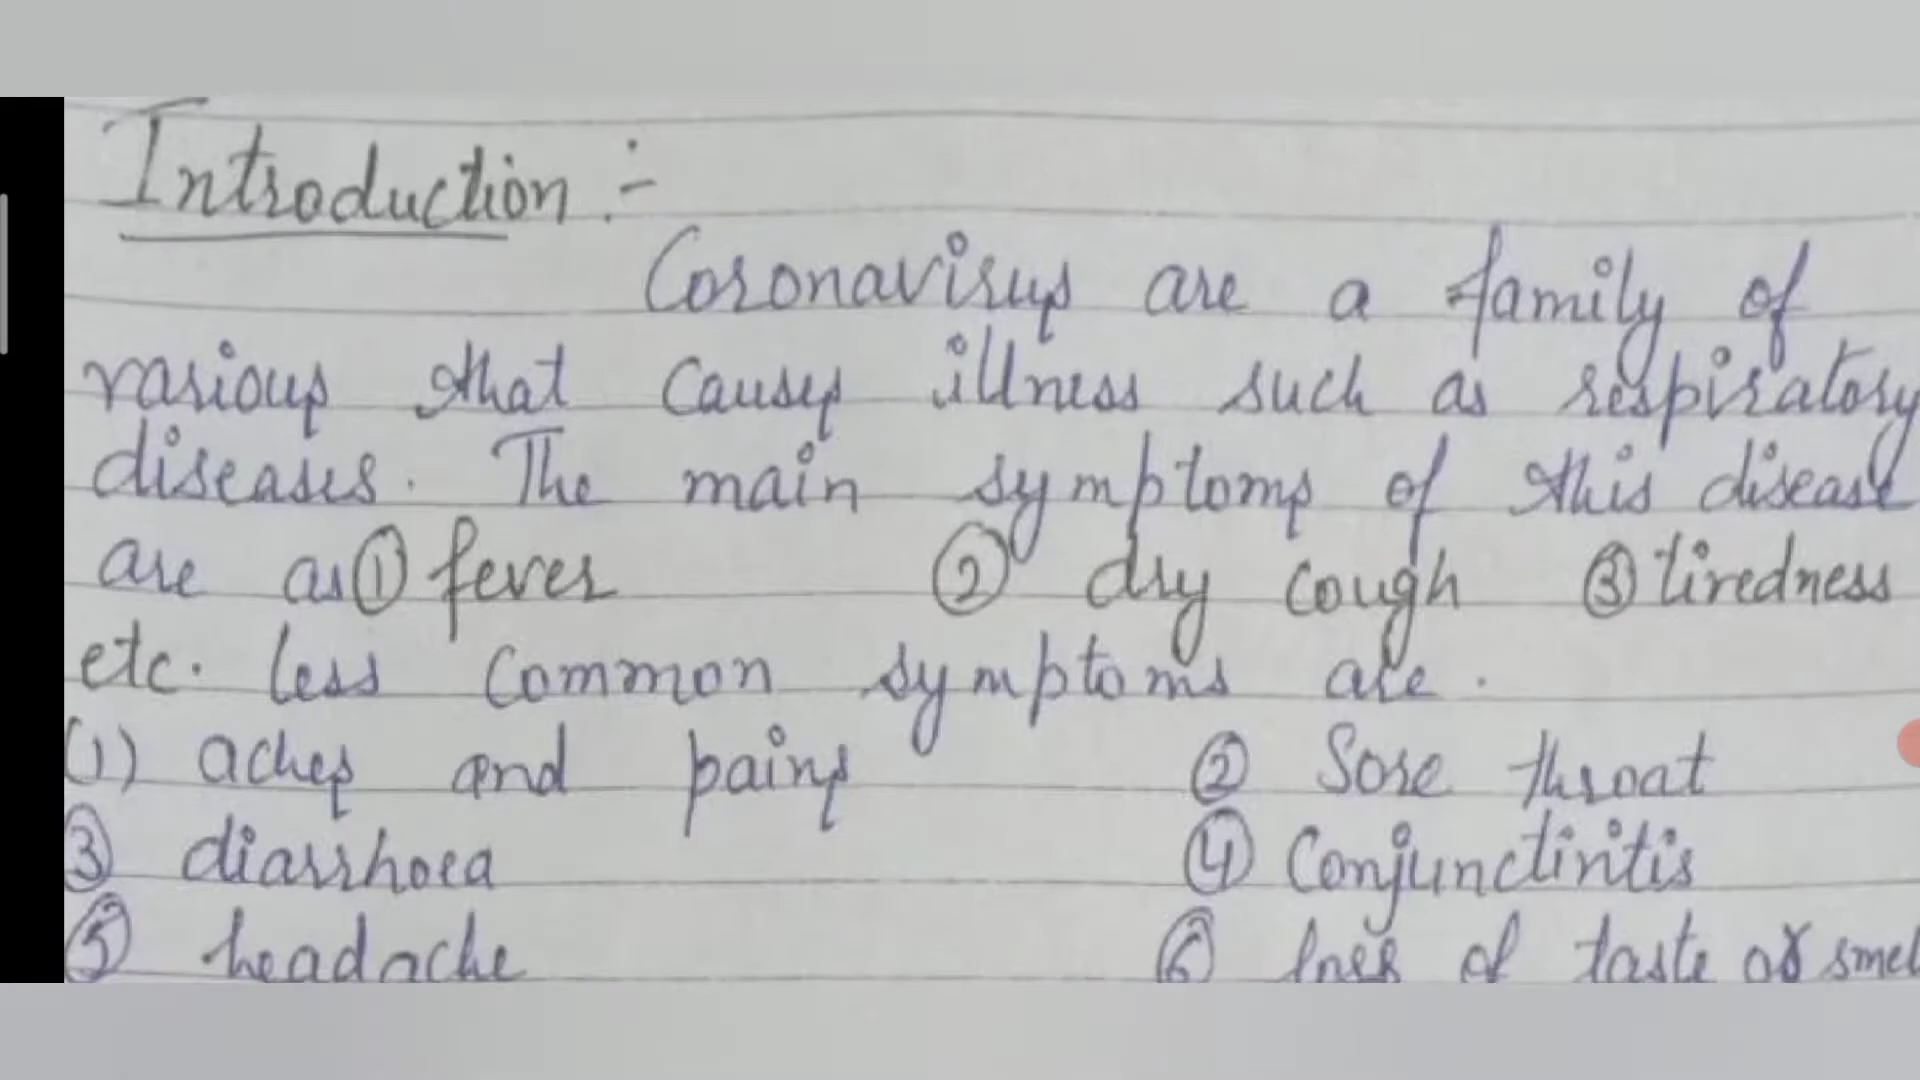 Introduction :-
Coronavirus are a family of
various that causes illness such as respiratory
diseases. The main symptoms of this disease
are as ① fever ② dry cough ③ tiredness
etc. less common symptoms are.
(1) aches and pains ② Sore throat
③ diarrhoea ④ Conjunctivitis
⑤ headache ⑥ loss of taste or smel